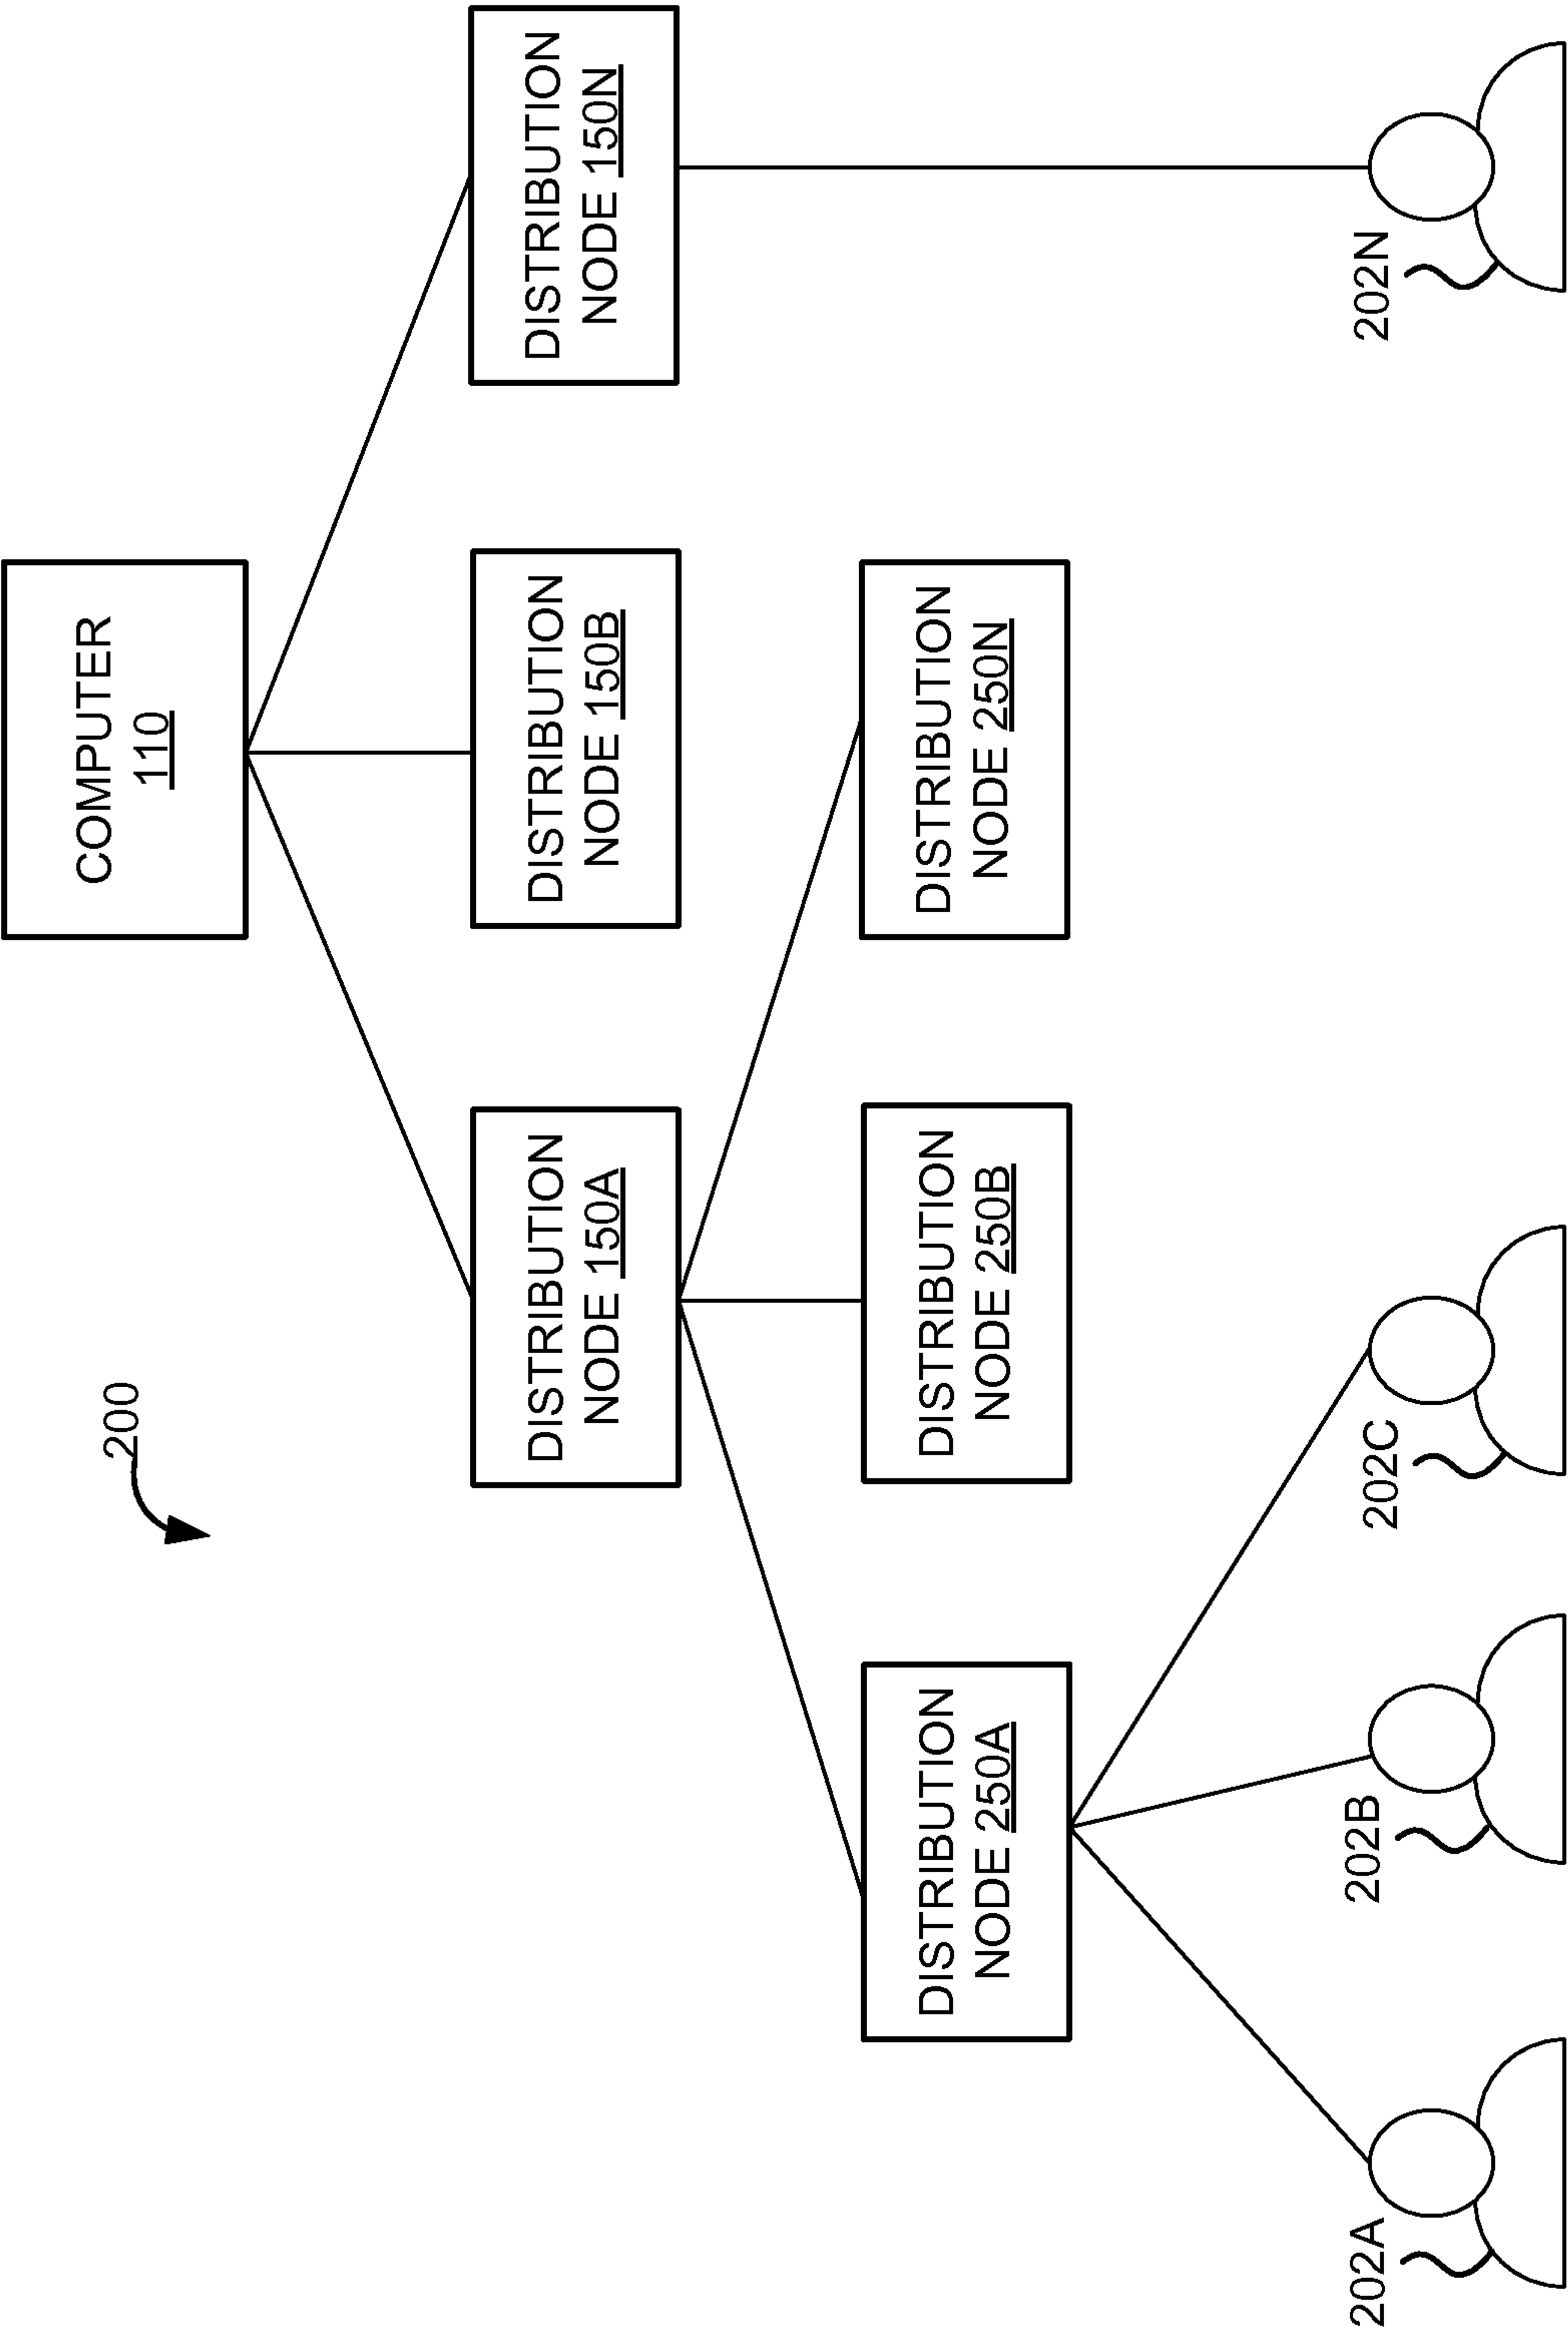 200
COMPUTER
110
DISTRIBUTION
NODE 150A
DISTRIBUTION
NODE 150B
DISTRIBUTION
NODE 150N
DISTRIBUTION
NODE 250A
DISTRIBUTION
NODE 250B
DISTRIBUTION
NODE 250N
202A
202B
202C
202N